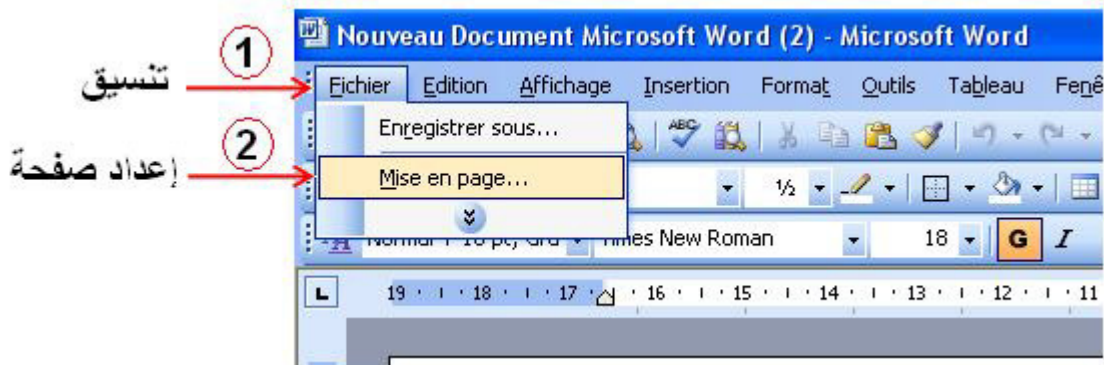 Nouveau Document Microsoft Word (2) - Microsoft Word
1
تنسيق
Fichier Edition Affichage Insertion Format Outils Tableau Fenê
Enregistrer sous...
ABC
2
إعداد صفحة
Mise en page...
½
Times New Roman 18 G I
L 19 18 17 16 15 14 13 12 11